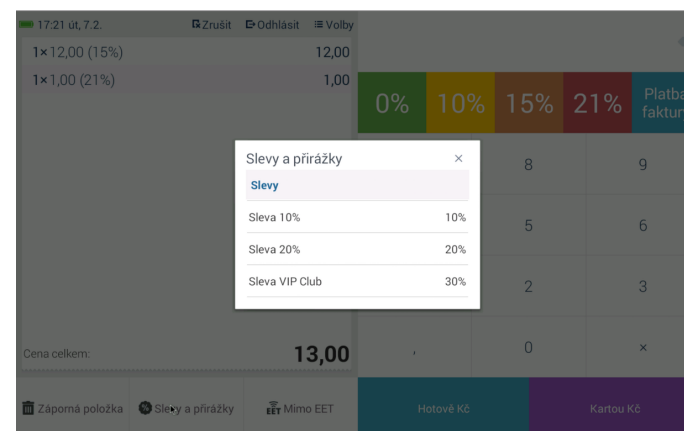 17:21 út, 7.2. Zrušit Odhlásit Volby
1× 12,00 (15%) 12,00
1× 1,00 (21%) 1,00
0% 10% 15% 21% Platba
faktur
Slevy a přirážky ×
Slevy
Sleva 10% 10%
Sleva 20% 20%
Sleva VIP Club 30%
8 9
5 6
2 3
, 0 ×
Cena celkem: 13,00
Záporná položka Slevy a přirážky EET Mimo EET Hotově Kč Kartou Kč